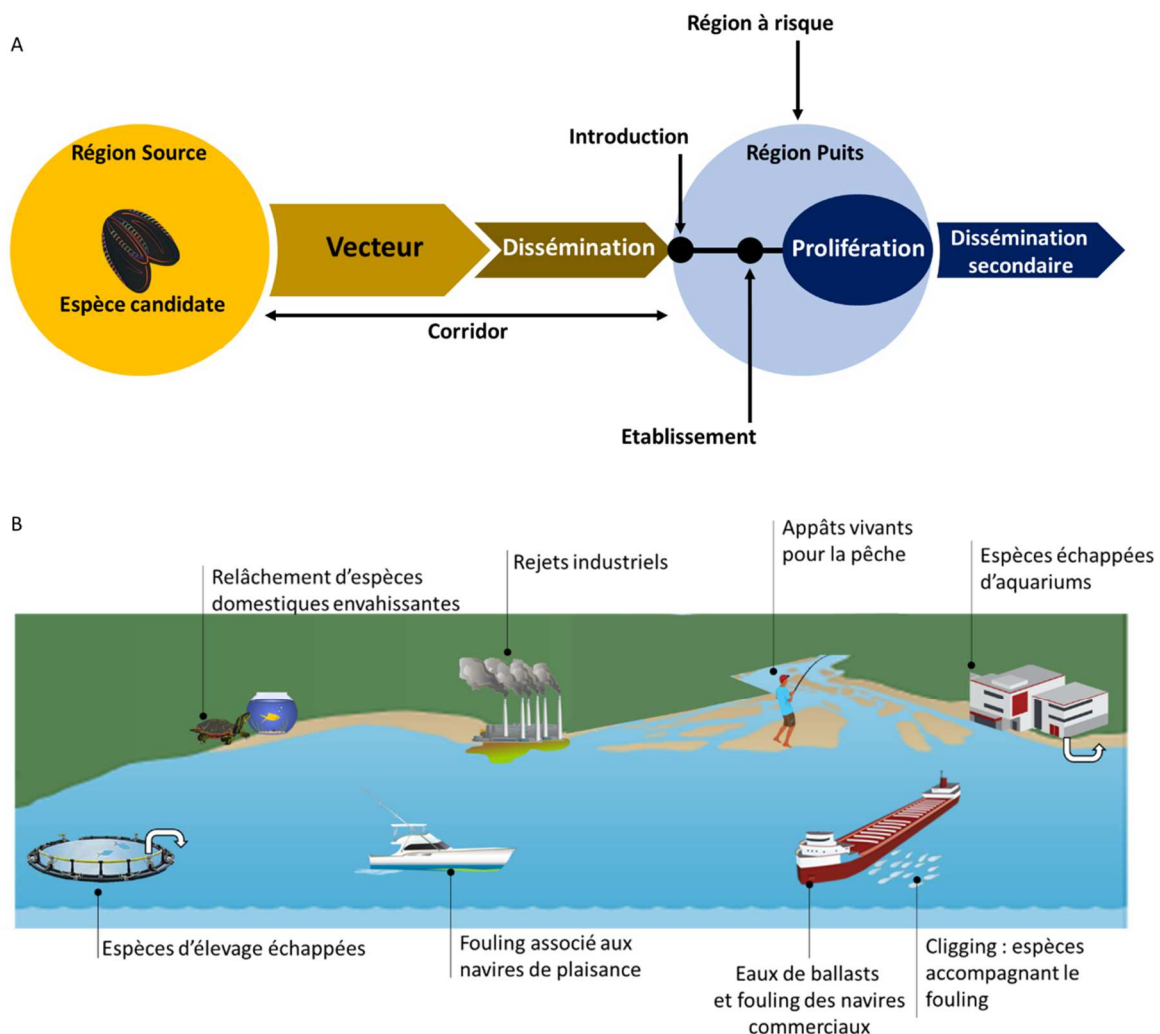 A
Région à risque
Introduction
Région Source
Région Puits
Vecteur
Dissémination
Prolifération
Dissémination
secondaire
Espèce candidate
Corridor
Etablissement
B
Relâchement d'espèces
domestiques envahissantes
Rejets industriels
Appâts vivants
pour la pêche
Espèces échappées
d'aquariums
Espèces d'élevage échappées
Fouling associé aux
navires de plaisance
Eaux de ballasts
et fouling des navires
commerciaux
Cligging : espèces
accompagnant le
fouling